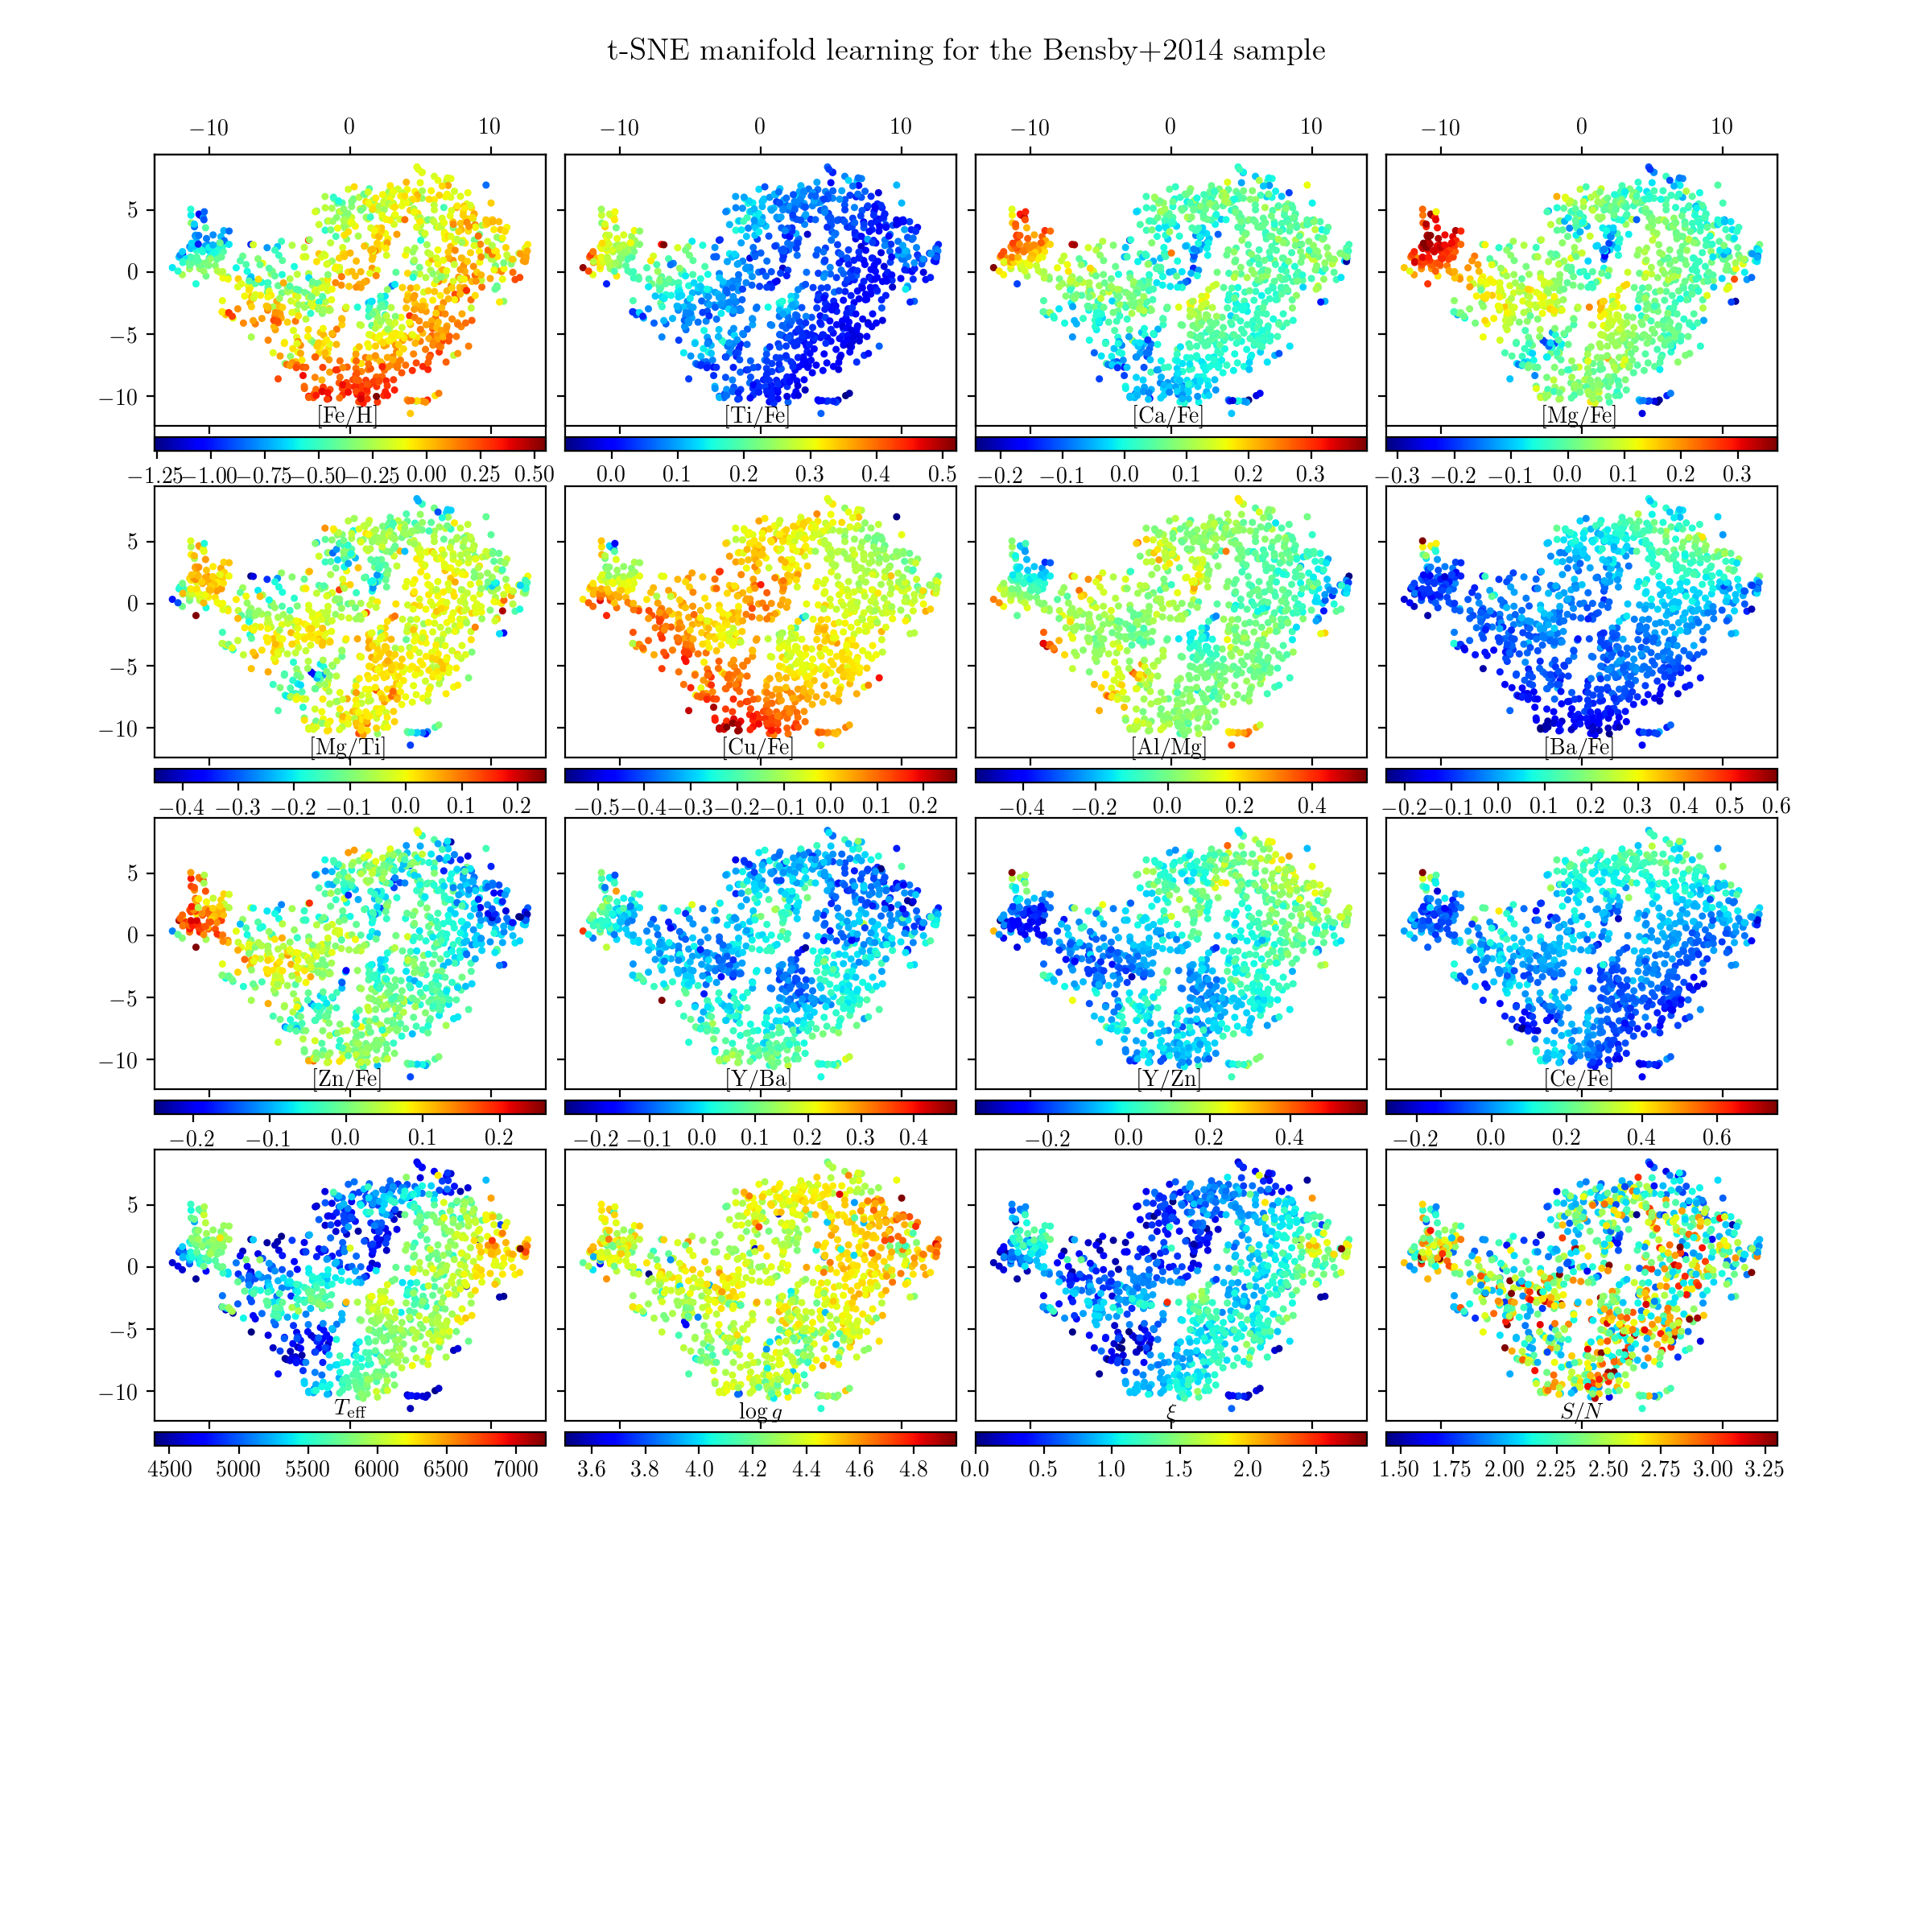 t-SNE manifold learning for the Bensby+2014 sample
−10 0 10 −10 0 10 −10 0 10 −10 0 10
5
0
−5
−10
[Fe/H] [Ti/Fe] [Ca/Fe] [Mg/Fe]
−1.25 −1.00 −0.75 −0.50 −0.25 0.00 0.25 0.50 0.0 0.1 0.2 0.3 0.4 0.5 −0.2 −0.1 0.0 0.1 0.2 0.3 −0.3 −0.2 −0.1 0.0 0.1 0.2 0.3
5
0
−5
−10
[Mg/Ti] [Cu/Fe] [Al/Mg] [Ba/Fe]
−0.4 −0.3 −0.2 −0.1 0.0 0.1 0.2 −0.5 −0.4 −0.3 −0.2 −0.1 0.0 0.1 0.2 −0.4 −0.2 0.0 0.2 0.4 −0.2 −0.1 0.0 0.1 0.2 0.3 0.4 0.5 0.6
5
0
−5
−10
[Zn/Fe] [Y/Ba] [Y/Zn] [Ce/Fe]
−0.2 −0.1 0.0 0.1 0.2 −0.2 −0.1 0.0 0.1 0.2 0.3 0.4 −0.2 0.0 0.2 0.4 −0.2 0.0 0.2 0.4 0.6
5
0
−5
−10
T_eff log g ξ S/N
4500 5000 5500 6000 6500 7000 3.6 3.8 4.0 4.2 4.4 4.6 4.8 0.0 0.5 1.0 1.5 2.0 2.5 1.50 1.75 2.00 2.25 2.50 2.75 3.00 3.25